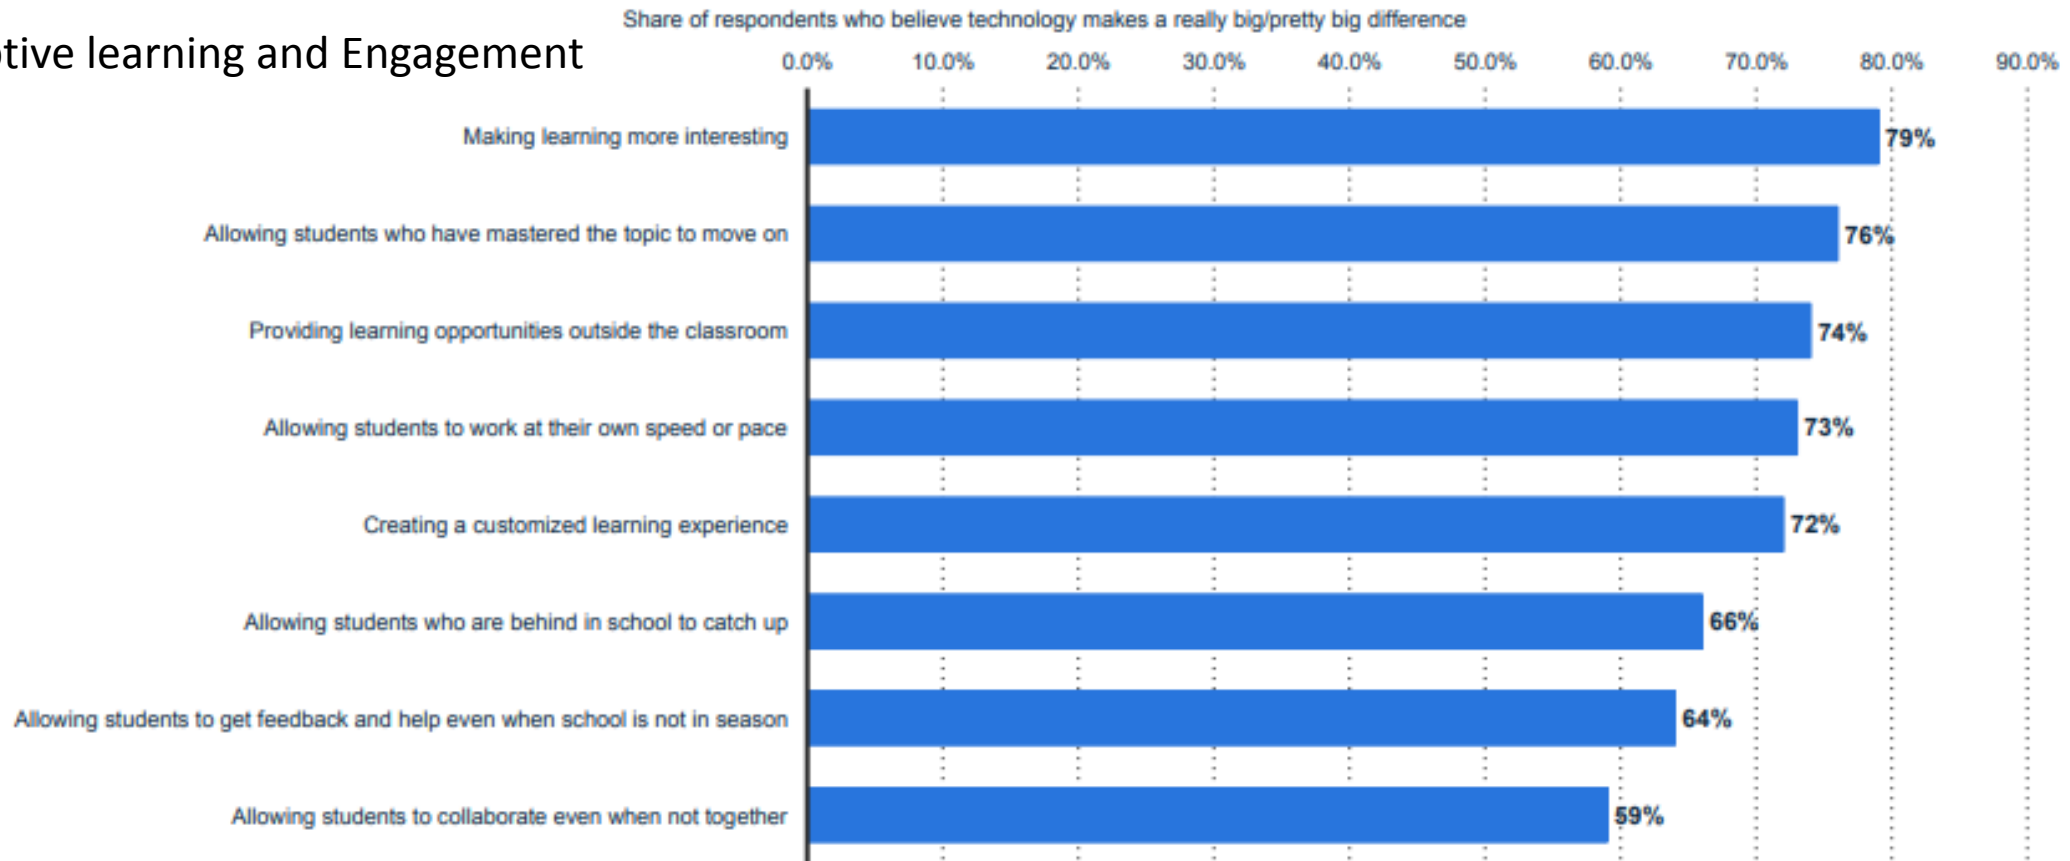 Share of respondents who believe technology makes a really big/pretty big difference
tive learning and Engagement
0.0% 10.0% 20.0% 30.0% 40.0% 50.0% 60.0% 70.0% 80.0% 90.0%
Making learning more interesting 79%
Allowing students who have mastered the topic to move on 76%
Providing learning opportunities outside the classroom 74%
Allowing students to work at their own speed or pace 73%
Creating a customized learning experience 72%
Allowing students who are behind in school to catch up 66%
Allowing students to get feedback and help even when school is not in season 64%
Allowing students to collaborate even when not together 59%